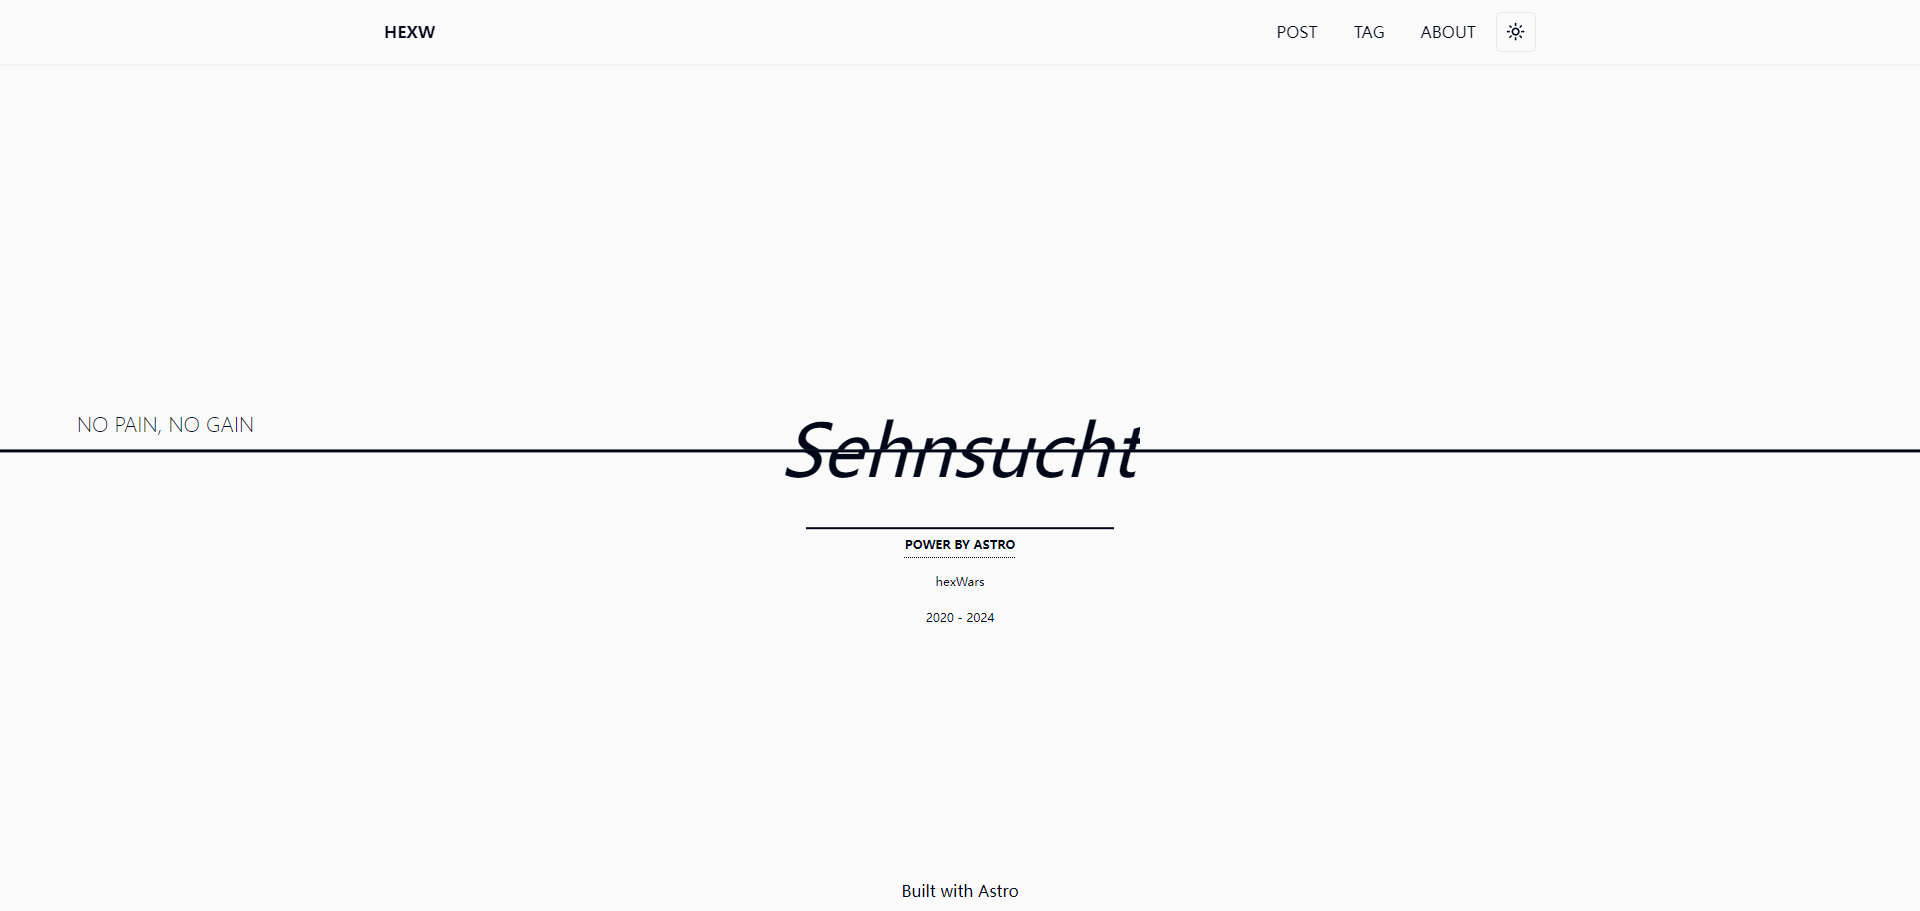 HEXW
POST TAG ABOUT
NO PAIN, NO GAIN
Sehnsucht
POWER BY ASTRO
hexWars
2020 - 2024
Built with Astro